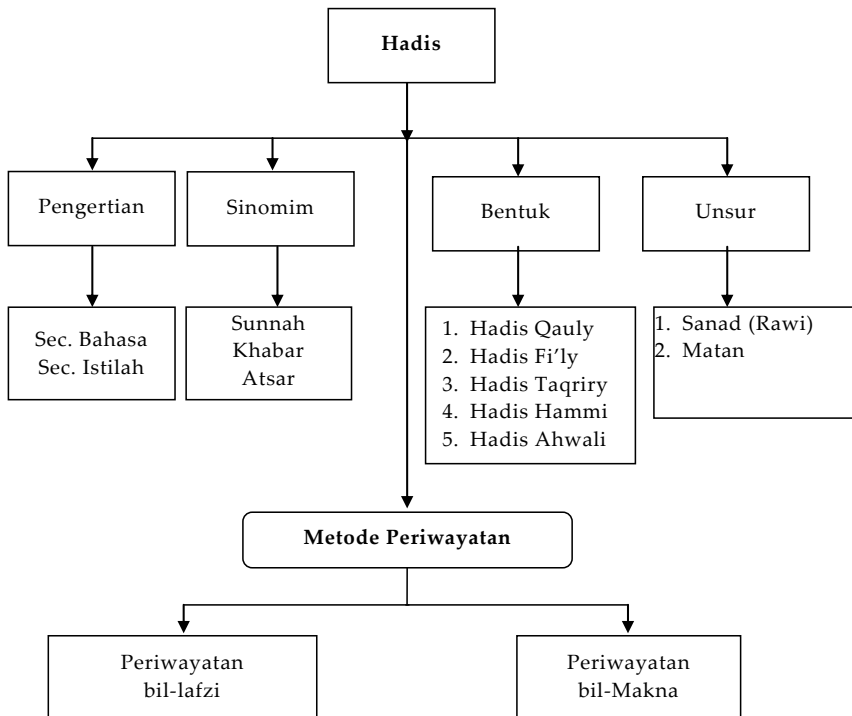 Hadis
Pengertian
Sinomim
Bentuk
Unsur
Sec. Bahasa
Sec. Istilah
Sunnah
Khabar
Atsar
1. Hadis Qauly
2. Hadis Fi’ly
3. Hadis Taqriry
4. Hadis Hammi
5. Hadis Ahwali
1. Sanad (Rawi)
2. Matan
Metode Periwayatan
Periwayatan
bil-lafzi
Periwayatan
bil-Makna